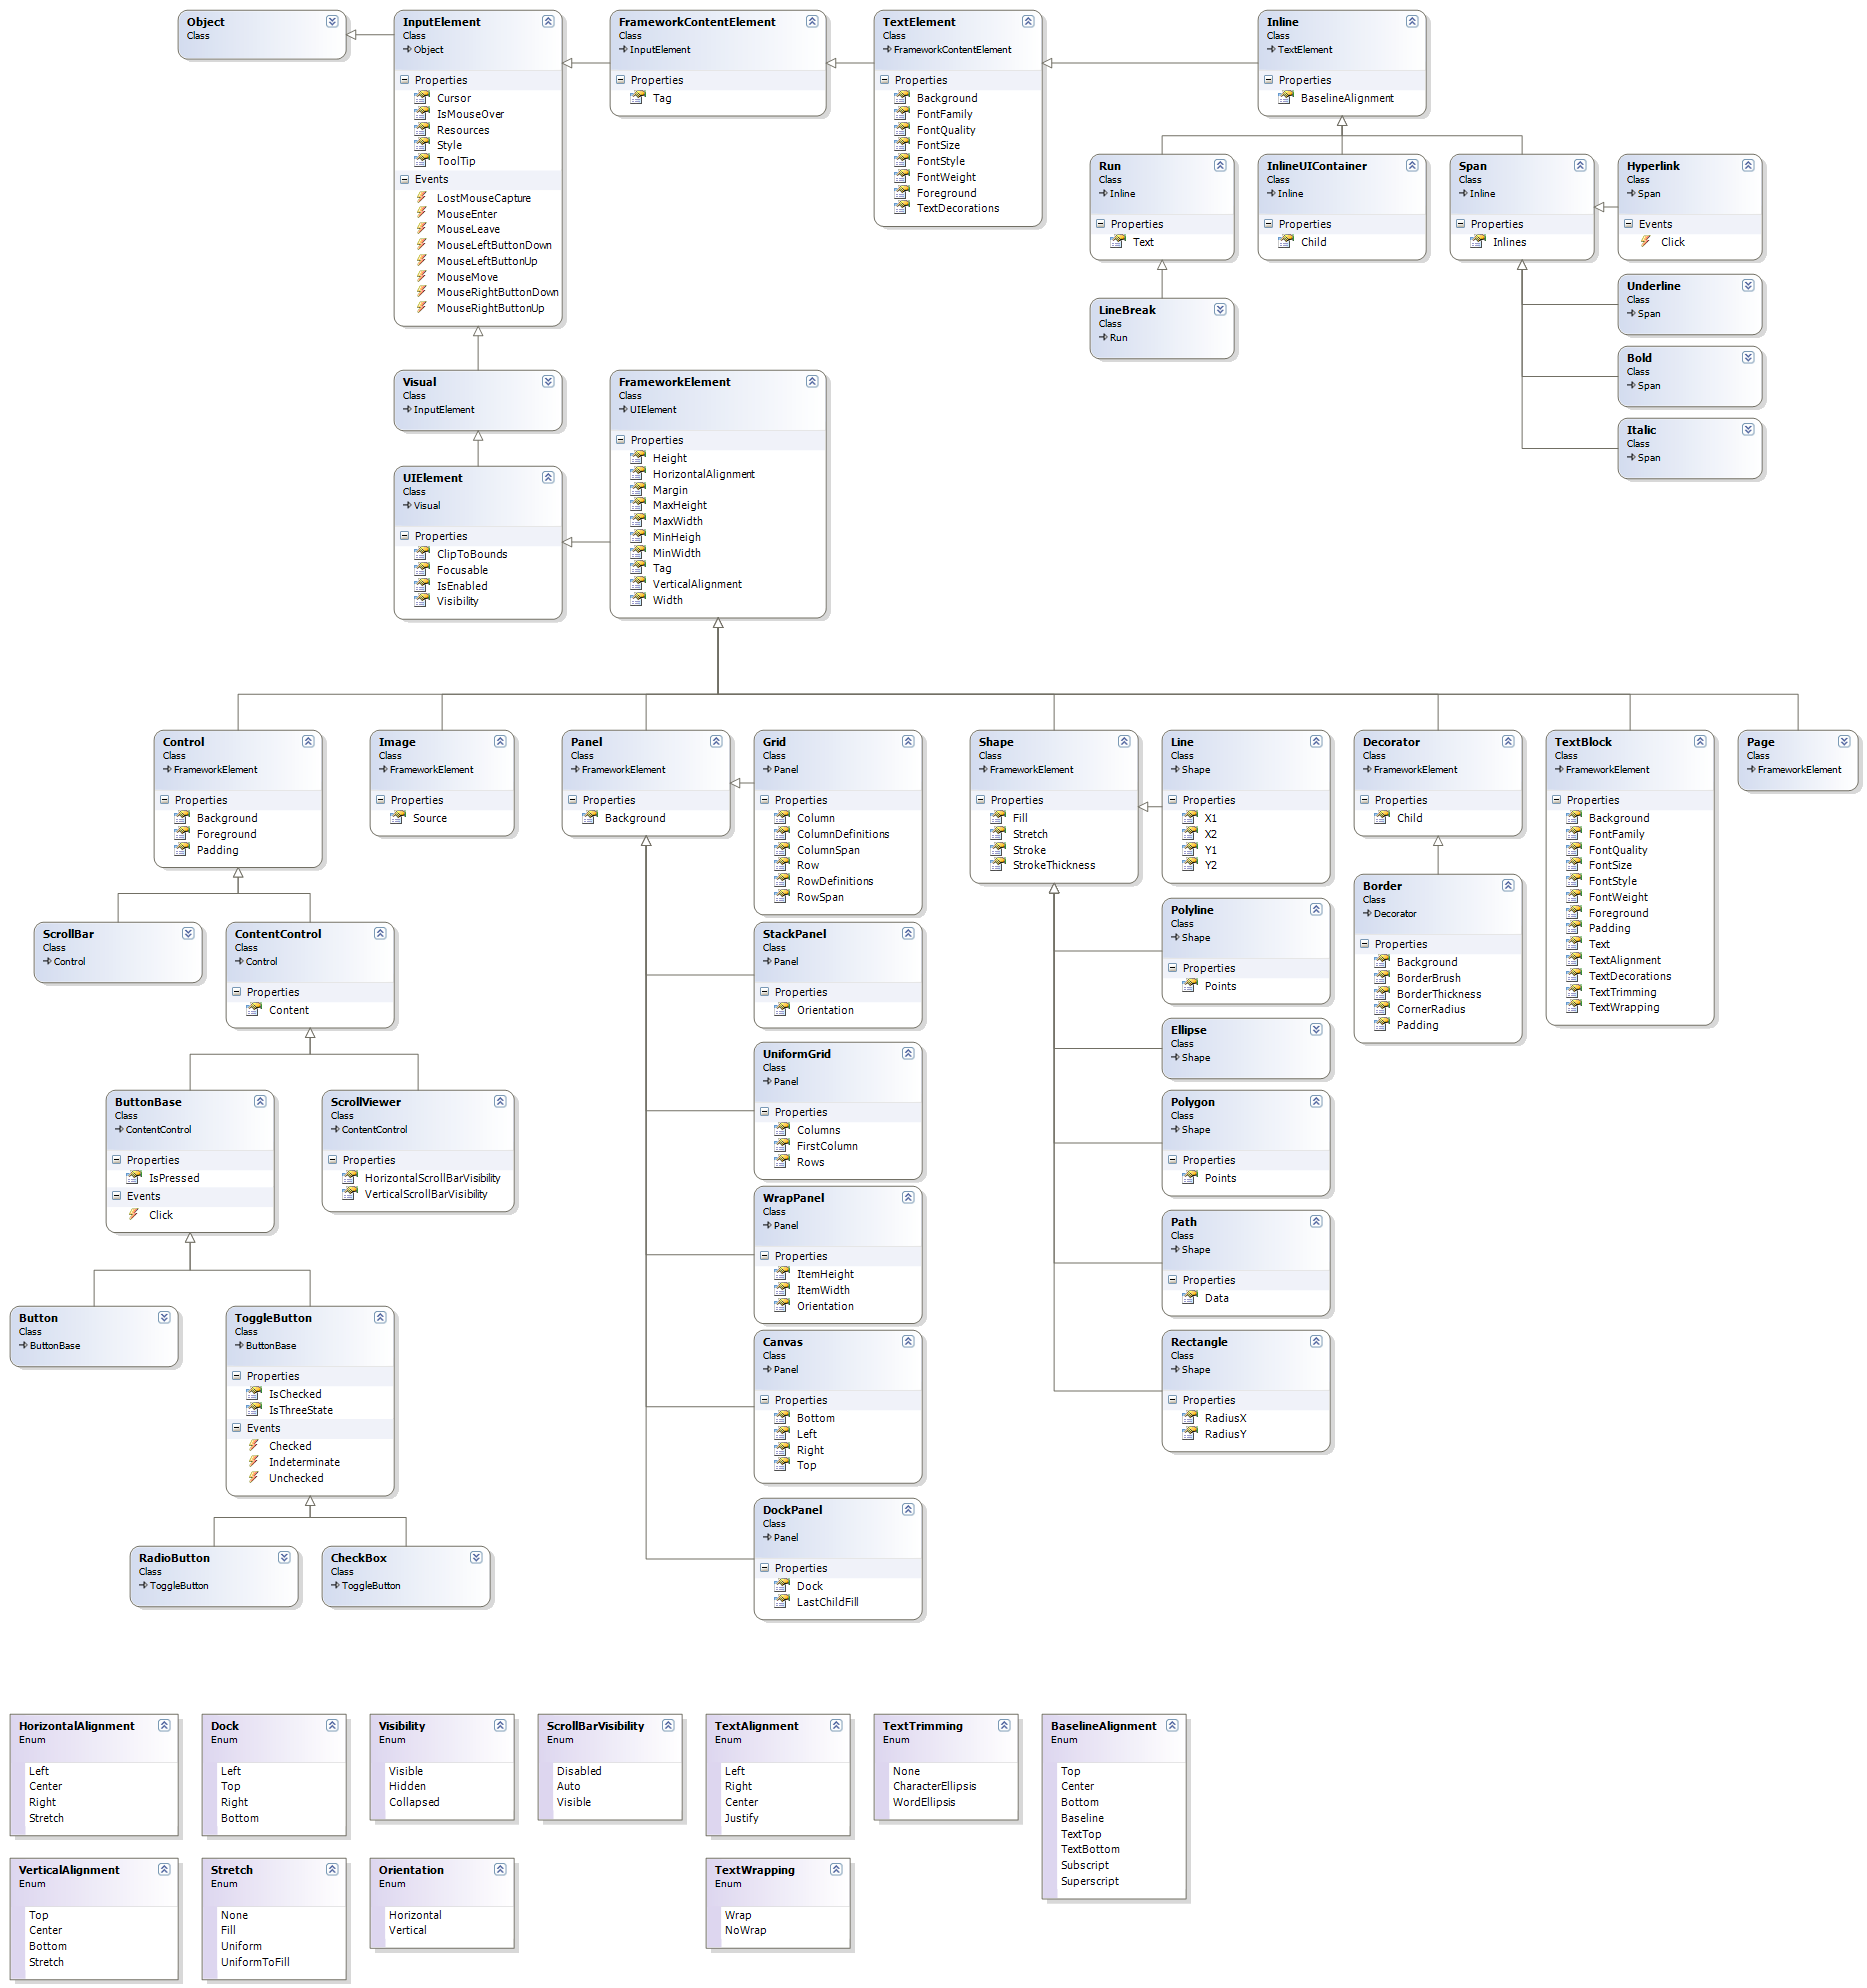 Object
Class
InputElement
Class
Object
Properties
Cursor
IsMouseOver
Resources
Style
ToolTip
Events
LostMouseCapture
MouseEnter
MouseLeave
MouseLeftButtonDown
MouseLeftButtonUp
MouseMove
MouseRightButtonDown
MouseRightButtonUp
FrameworkContentElement
Class
InputElement
Properties
Tag
TextElement
Class
FrameworkContentElement
Properties
Background
FontFamily
FontQuality
FontSize
FontStyle
FontWeight
Foreground
TextDecorations
Inline
Class
TextElement
Properties
BaselineAlignment
Run
Class
Inline
Properties
Text
InlineUIContainer
Class
Inline
Properties
Child
Span
Class
Inline
Properties
Inlines
Hyperlink
Class
Span
Events
Click
LineBreak
Class
Run
Underline
Class
Span
Bold
Class
Span
Italic
Class
Span
Visual
Class
InputElement
UIElement
Class
Visual
Properties
ClipToBounds
Focusable
IsEnabled
Visibility
FrameworkElement
Class
UIElement
Properties
Height
HorizontalAlignment
Margin
MaxHeight
MaxWidth
MinHeigh
MinWidth
Tag
VerticalAlignment
Width
Control
Class
FrameworkElement
Properties
Background
Foreground
Padding
Image
Class
FrameworkElement
Properties
Source
Panel
Class
FrameworkElement
Properties
Background
Grid
Class
Panel
Properties
Column
ColumnDefinitions
ColumnSpan
Row
RowDefinitions
RowSpan
Shape
Class
FrameworkElement
Properties
Fill
Stretch
Stroke
StrokeThickness
Line
Class
Shape
Properties
X1
X2
Y1
Y2
Decorator
Class
FrameworkElement
Properties
Child
TextBlock
Class
FrameworkElement
Properties
Background
FontFamily
FontQuality
FontSize
FontStyle
FontWeight
Foreground
Padding
Text
TextAlignment
TextDecorations
TextTrimming
TextWrapping
Page
Class
FrameworkElement
ScrollBar
Class
Control
ContentControl
Class
Control
Properties
Content
StackPanel
Class
Panel
Properties
Orientation
Polyline
Class
Shape
Properties
Points
Border
Class
Decorator
Properties
Background
BorderBrush
BorderThickness
CornerRadius
Padding
Ellipse
Class
Shape
UniformGrid
Class
Panel
Properties
Columns
FirstColumn
Rows
ButtonBase
Class
ContentControl
Properties
IsPressed
Events
Click
ScrollViewer
Class
ContentControl
Properties
HorizontalScrollBarVisibility
VerticalScrollBarVisibility
Polygon
Class
Shape
Properties
Points
WrapPanel
Class
Panel
Properties
ItemHeight
ItemWidth
Orientation
Path
Class
Shape
Properties
Data
Button
Class
ButtonBase
ToggleButton
Class
ButtonBase
Properties
IsChecked
IsThreeState
Events
Checked
Indeterminate
Unchecked
Canvas
Class
Panel
Properties
Bottom
Left
Right
Top
Rectangle
Class
Shape
Properties
RadiusX
RadiusY
DockPanel
Class
Panel
Properties
Dock
LastChildFill
RadioButton
Class
ToggleButton
CheckBox
Class
ToggleButton
HorizontalAlignment
Enum
Left
Center
Right
Stretch
Dock
Enum
Left
Top
Right
Bottom
Visibility
Enum
Visible
Hidden
Collapsed
ScrollBarVisibility
Enum
Disabled
Auto
Visible
TextAlignment
Enum
Left
Right
Center
Justify
TextTrimming
Enum
None
CharacterEllipsis
WordEllipsis
BaselineAlignment
Enum
Top
Center
Bottom
Baseline
TextTop
TextBottom
Subscript
Superscript
VerticalAlignment
Enum
Top
Center
Bottom
Stretch
Stretch
Enum
None
Fill
Uniform
UniformToFill
Orientation
Enum
Horizontal
Vertical
TextWrapping
Enum
Wrap
NoWrap